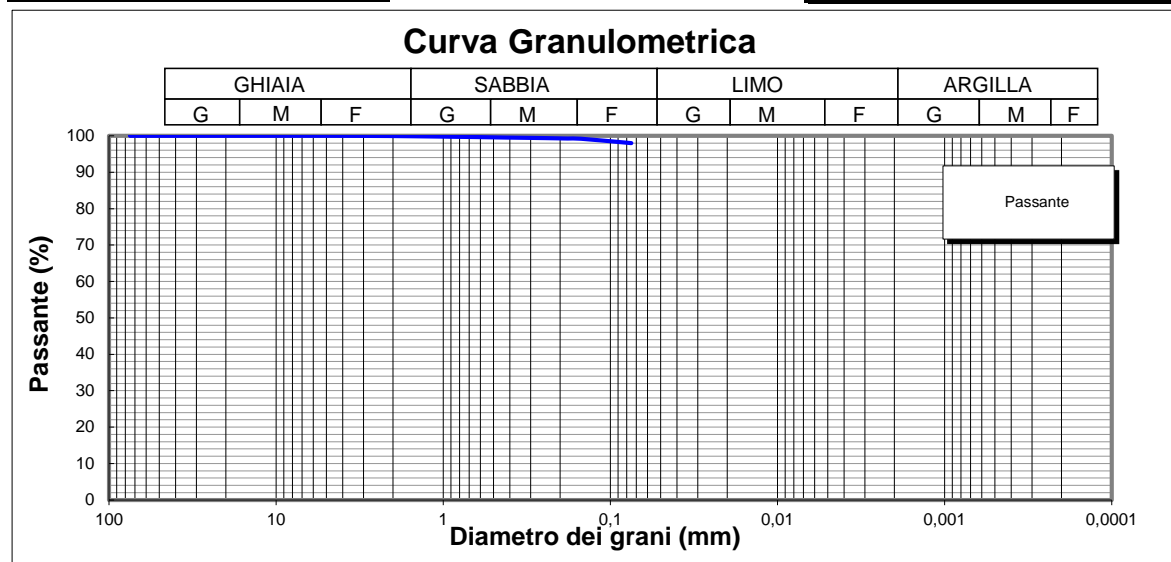 Curva Granulometrica
GHIAIA SABBIA LIMO ARGILLA
G M F G M F G M F G M F
100
90
80
70
60
50
40
30
20
10
0
Passante (%)
Passante
100 10 1 0,1 0,01 0,001 0,0001
Diametro dei grani (mm)